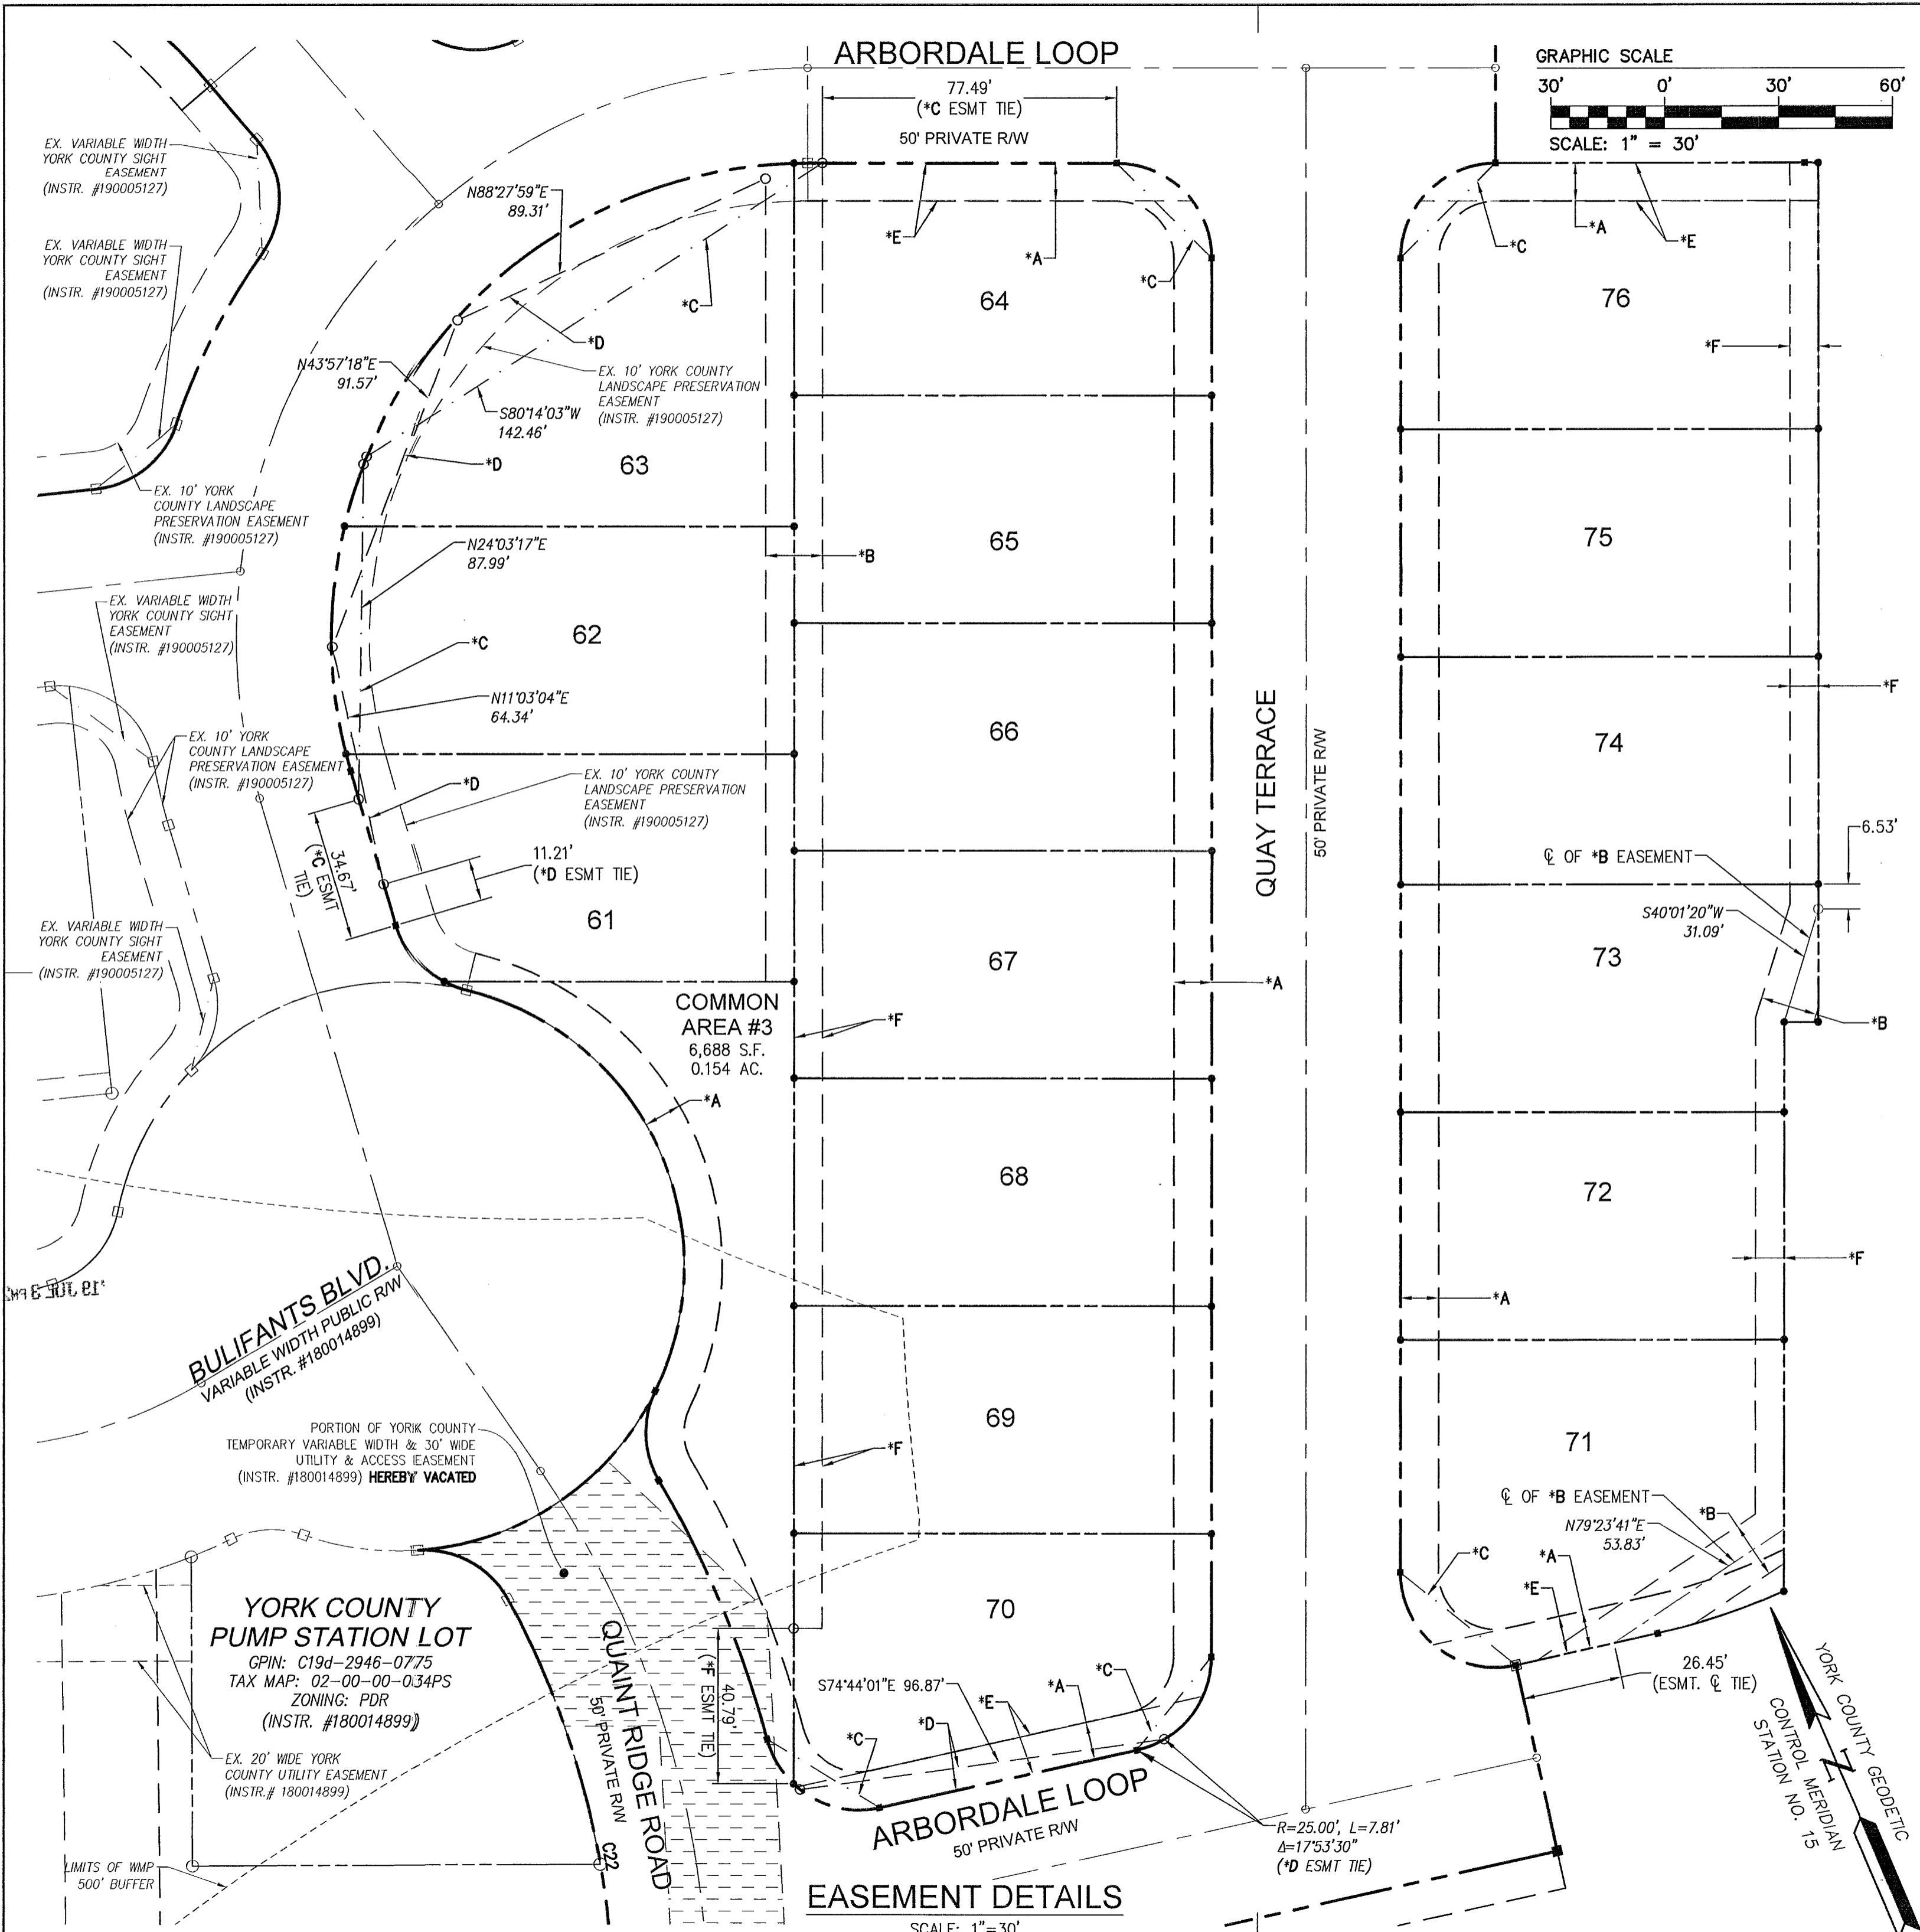 ARBORDALE LOOP
77.49'
(*C ESMT TIE)
50' PRIVATE R/W
GRAPHIC SCALE
30' 0' 30' 60'
SCALE: 1" = 30'
EX. VARIABLE WIDTH
YORK COUNTY SIGHT
EASEMENT
(INSTR. #190005127)
EX. VARIABLE WIDTH
YORK COUNTY SIGHT
EASEMENT
(INSTR. #190005127)
N88°27'59"E
89.31'
*E
*A
*C
*C
*D
64
*C
*A
*E
76
*F
N43°57'18"E
91.57'
EX. 10' YORK COUNTY
LANDSCAPE PRESERVATION
EASEMENT
(INSTR. #190005127)
S80°14'03"W
142.46'
*D
63
EX. 10' YORK
COUNTY LANDSCAPE
PRESERVATION EASEMENT
(INSTR. #190005127)
N24°03'17"E
87.99'
*B
65
75
EX. VARIABLE WIDTH
YORK COUNTY SIGHT
EASEMENT
(INSTR. #190005127)
62
*C
N11°03'04"E
64.34'
66
QUAY TERRACE
50' PRIVATE R/W
74
*F
EX. 10' YORK
COUNTY LANDSCAPE
PRESERVATION EASEMENT
(INSTR. #190005127)
*D
EX. 10' YORK COUNTY
LANDSCAPE PRESERVATION
EASEMENT
(INSTR. #190005127)
34.67'
(*C ESMT
TIE)
11.21'
(*D ESMT TIE)
61
6.53'
℄ OF *B EASEMENT
S40°01'20"W
31.09'
73
*B
EX. VARIABLE WIDTH
YORK COUNTY SIGHT
EASEMENT
(INSTR. #190005127)
67
*A
COMMON
AREA #3
6,688 S.F.
0.154 AC.
*F
*A
68
72
*F
*A
BULIFANTS BLVD.
VARIABLE WIDTH PUBLIC R/W
(INSTR. #180014899)
PORTION OF YORK COUNTY
TEMPORARY VARIABLE WIDTH & 30' WIDE
UTILITY & ACCESS EASEMENT
(INSTR. #180014899) HEREBY VACATED
69
*F
71
℄ OF *B EASEMENT
*B
N79°23'41"E
53.83'
*C
*A
*E
YORK COUNTY
PUMP STATION LOT
GPIN: C19d-2946-0775
TAX MAP: 02-00-00-034PS
ZONING: PDR
(INSTR. #180014899)
EX. 20' WIDE YORK
COUNTY UTILITY EASEMENT
(INSTR.# 180014899)
QUAINT RIDGE ROAD
50' PRIVATE R/W
C22
40.79'
(*F ESMT TIE)
70
S74°44'01"E 96.87'
*C
*A
*E
*D
*C
26.45'
(ESMT. ℄ TIE)
YORK COUNTY GEODETIC
CONTROL MERIDIAN
STATION NO. 15
N
ARBORDALE LOOP
50' PRIVATE R/W
R=25.00', L=7.81'
Δ=17°53'30"
(*D ESMT TIE)
LIMITS OF WMP
500' BUFFER
EASEMENT DETAILS
SCALE: 1"=30'